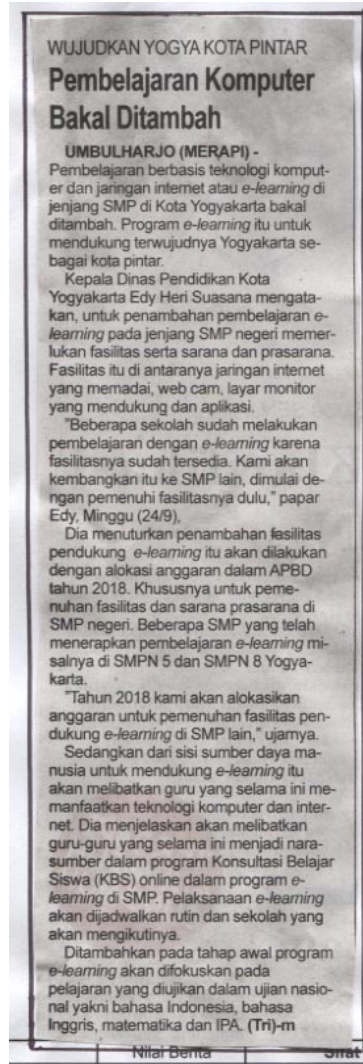 WUJUDKAN YOGYA KOTA PINTAR
Pembelajaran Komputer
Bakal Ditambah
UMBULHARJO (MERAPI) -
Pembelajaran berbasis teknologi komput-
er dan jaringan internet atau e-learning di
jenjang SMP di Kota Yogyakarta bakal
ditambah. Program e-learning itu untuk
mendukung terwujudnya Yogyakarta se-
bagai kota pintar.
Kepala Dinas Pendidikan Kota
Yogyakarta Edy Heri Suasana mengata-
kan, untuk penambahan pembelajaran e-
learning pada jenjang SMP negeri memer-
lukan fasilitas serta sarana dan prasarana.
Fasilitas itu di antaranya jaringan internet
yang memadai, web cam, layar monitor
yang mendukung dan aplikasi.
"Beberapa sekolah sudah melakukan
pembelajaran dengan e-learning karena
fasilitasnya sudah tersedia. Kami akan
kembangkan itu ke SMP lain, dimulai de-
ngan pemenuhi fasilitasnya dulu," papar
Edy, Minggu (24/9),
Dia menuturkan penambahan fasilitas
pendukung e-learning itu akan dilakukan
dengan alokasi anggaran dalam APBD
tahun 2018. Khususnya untuk peme-
nuhan fasilitas dan sarana prasarana di
SMP negeri. Beberapa SMP yang telah
menerapkan pembelajaran e-learning mi-
salnya di SMPN 5 dan SMPN 8 Yogya-
karta.
"Tahun 2018 kami akan alokasikan
anggaran untuk pemenuhan fasilitas pen-
dukung e-learning di SMP lain," ujarnya.
Sedangkan dari sisi sumber daya ma-
nusia untuk mendukung e-learning itu
akan melibatkan guru yang selama ini me-
manfaatkan teknologi komputer dan inter-
net. Dia menjelaskan akan melibatkan
guru-guru yang selama ini menjadi nara-
sumber dalam program Konsultasi Belajar
Siswa (KBS) online dalam program e-
learning di SMP. Pelaksanaan e-learning
akan dijadwalkan rutin dan sekolah yang
akan mengikutinya.
Ditambahkan pada tahap awal program
e-learning akan difokuskan pada
pelajaran yang diujikan dalam ujian nasio-
nal yakni bahasa Indonesia, bahasa
Inggris, matematika dan IPA. (Tri)-m
Nilai Berita